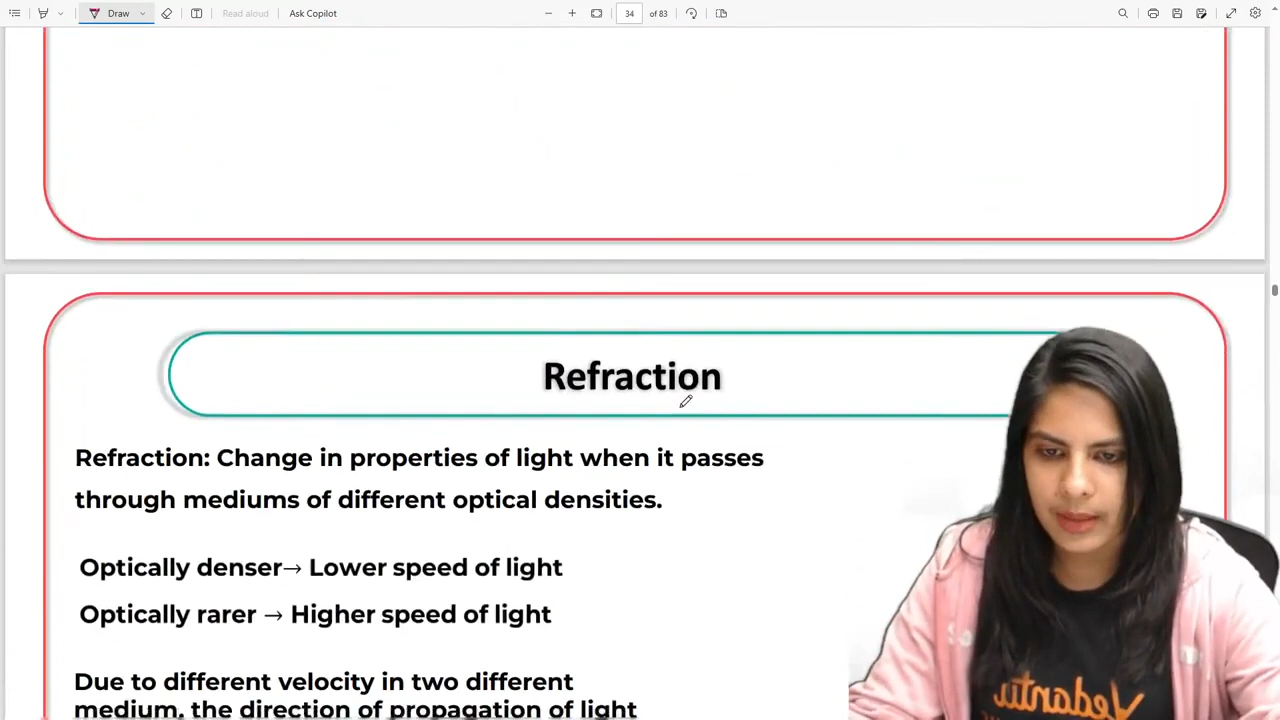 Draw
Read aloud
Ask Copilot
34 of 83
Refraction
Refraction: Change in properties of light when it passes
through mediums of different optical densities.
Optically denser→ Lower speed of light
Optically rarer → Higher speed of light
Due to different velocity in two different
medium, the direction of propagation of light
Vedantu